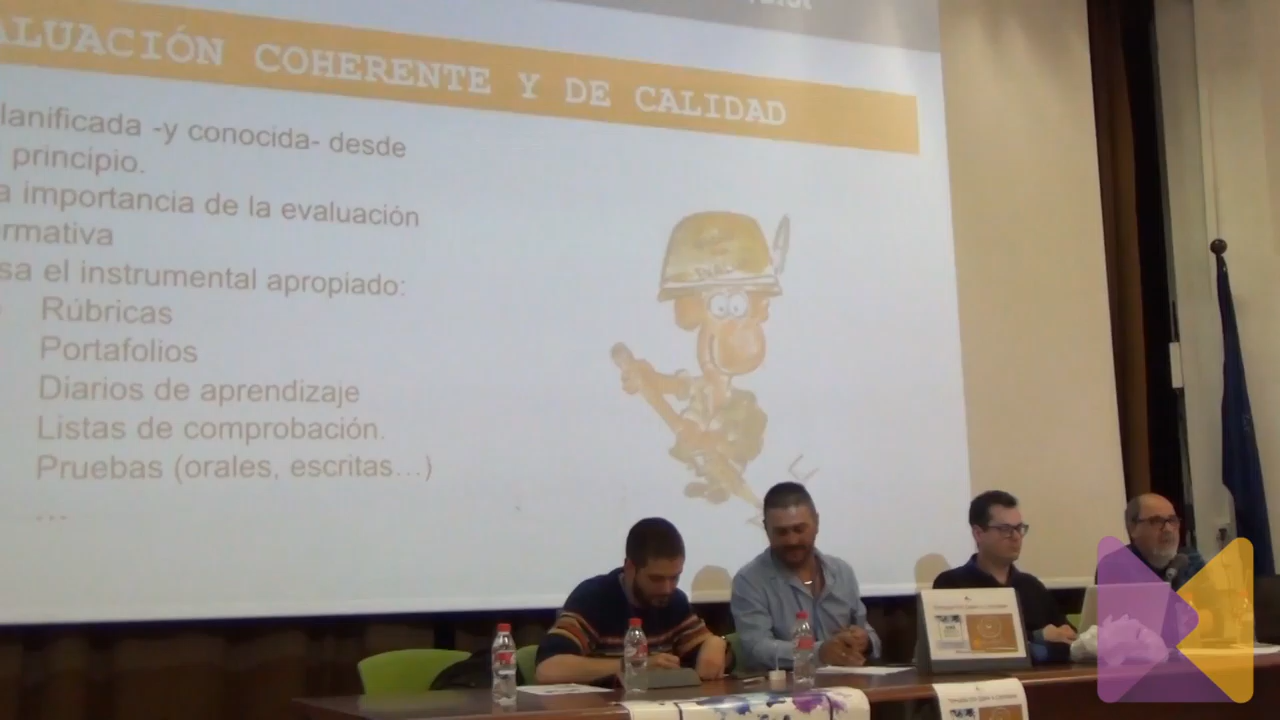 ALUACIÓN COHERENTE Y DE CALIDAD
lanificada -y conocida- desde
principio.
a importancia de la evaluación
rmativa
sa el instrumental apropiado:
Rúbricas
Portafolios
Diarios de aprendizaje
Listas de comprobación.
Pruebas (orales, escritas...)
...